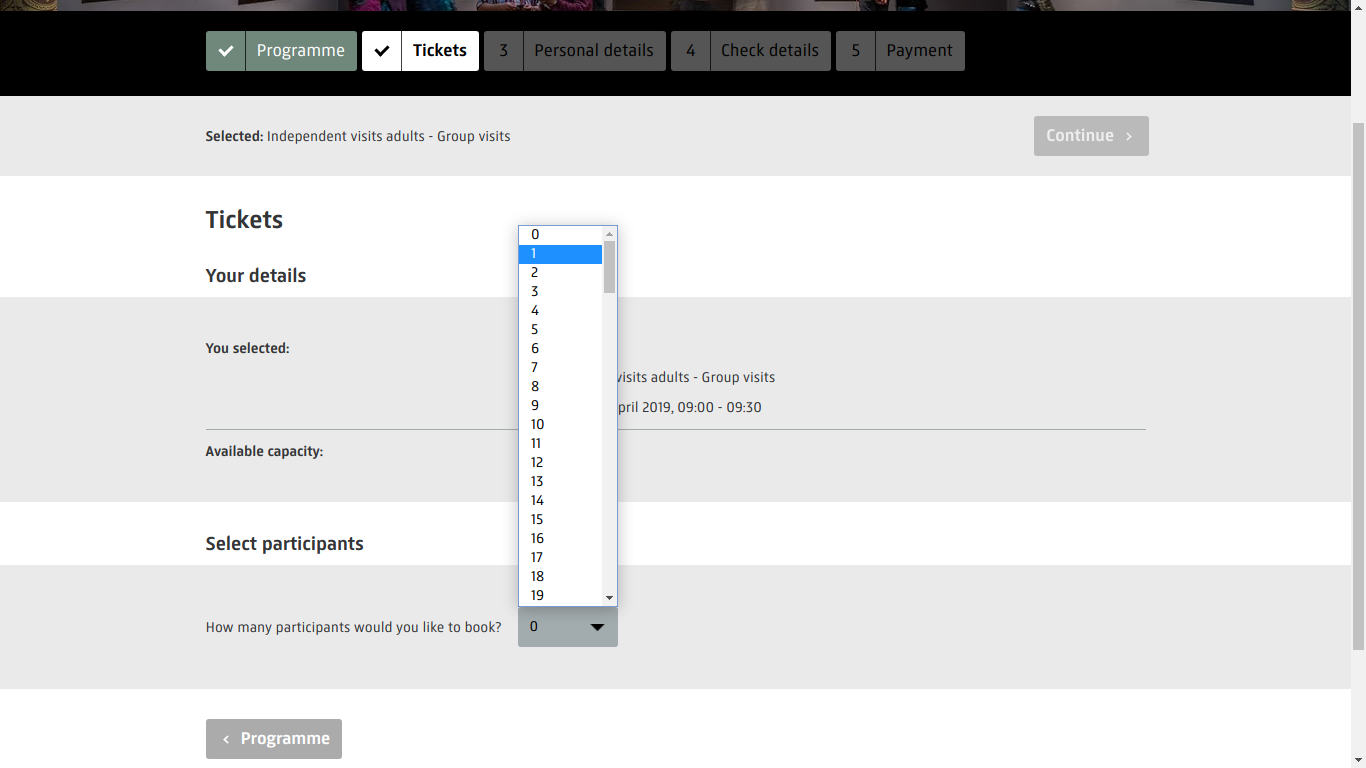 Programme Tickets 3 Personal details 4 Check details 5 Payment
Selected: Independent visits adults - Group visits Continue
Tickets
Your details
You selected:
visits adults - Group visits
pril 2019, 09:00 - 09:30
Available capacity:
Select participants
0
1
2
3
4
5
6
7
8
9
10
11
12
13
14
15
16
17
18
19
How many participants would you like to book? 0
Programme